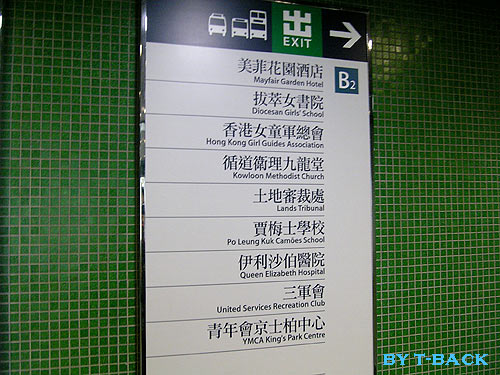 出
EXIT
B2
美菲花園酒店
Mayfair Garden Hotel
拔萃女書院
Diocesan Girls' School
香港女童軍總會
Hong Kong Girl Guides Association
循道衛理九龍堂
Kowloon Methodist Church
土地審裁處
Lands Tribunal
賈梅士學校
Po Leung Kuk Camões School
伊利沙伯醫院
Queen Elizabeth Hospital
三軍會
United Services Recreation Club
青年會京士柏中心
YMCA King's Park Centre
BY T-BACK